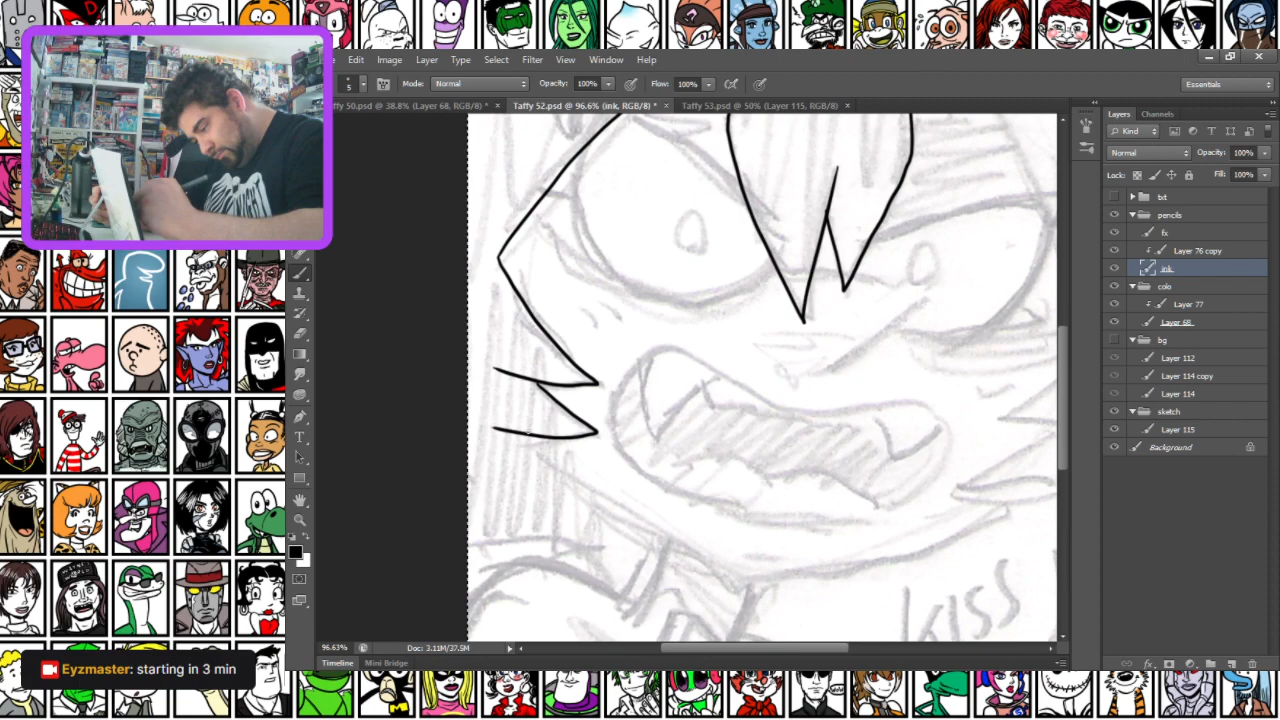 Edit Image Layer Type Select Filter View Window Help
5 Mode: Normal Opacity: 100% Flow: 100% Essentials
50.psd @ 38.8% (Layer 68, RGB/8) * × Taffy 52.psd @ 96.6% (ink, RGB/8) * × Taffy 53.psd @ 50% (Layer 115, RGB/8) ×
Layers Channels
Kind
Normal Opacity: 100%
Lock: Fill: 100%
txt
pencils
fx
Layer 76 copy
ink
colo
Layer 77
Layer 68
bg
Layer 112
Layer 114 copy
Layer 114
sketch
Layer 115
Background
KISS
96.63% Doc: 3.11M/37.5M
Timeline Mini Bridge
Eyzmaster: starting in 3 min